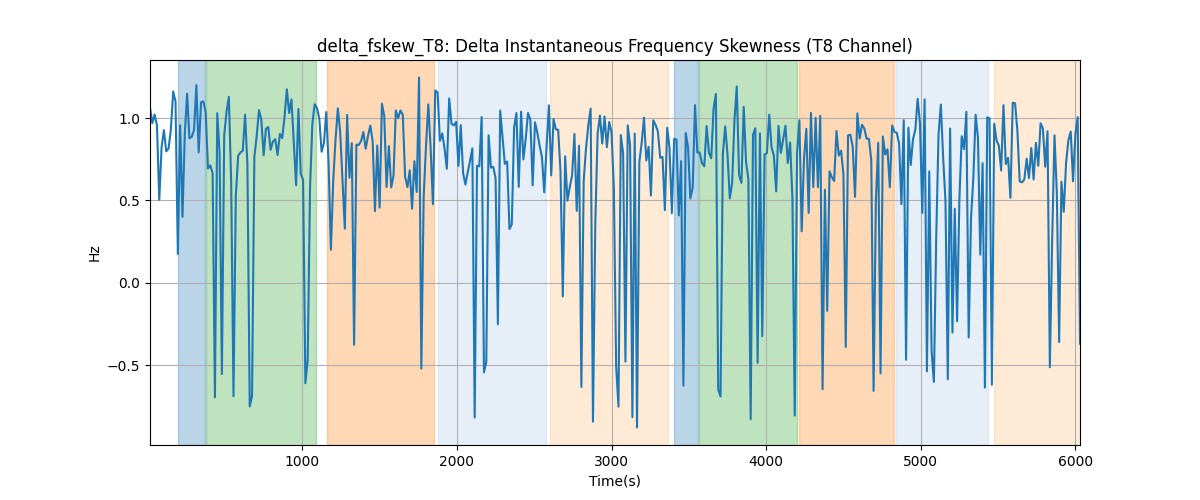 delta_fskew_T8: Delta Instantaneous Frequency Skewness (T8 Channel)
1.0
0.5
0.0
−0.5
Hz
1000 2000 3000 4000 5000 6000
Time(s)